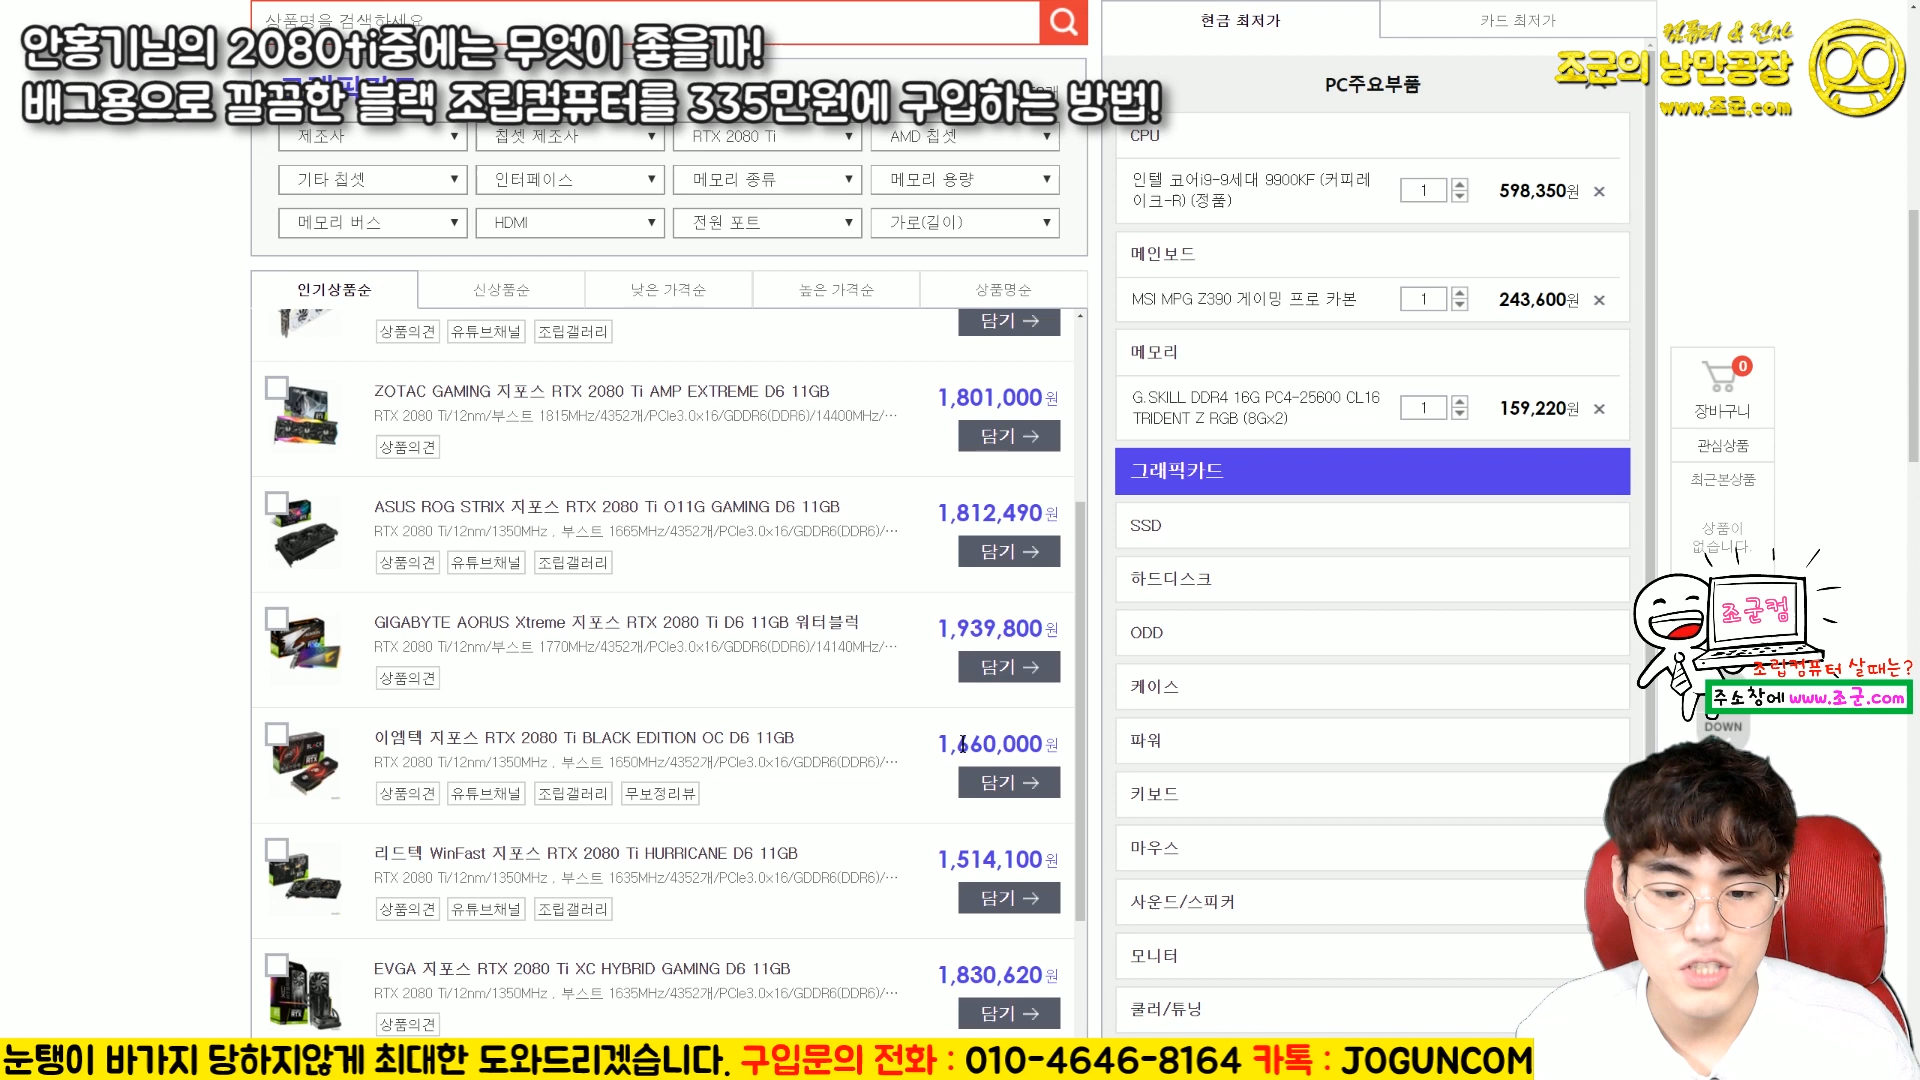 상품명을 검색하세요
안홍기님의 2080ti중에는 무엇이 좋을까!
배그용으로 깔끔한 블랙 조립컴퓨터를 335만원에 구입하는 방법!
제조사
칩셋 제조사
RTX 2080 Ti
AMD 칩셋
기타 칩셋
인터페이스
메모리 종류
메모리 용량
메모리 버스
HDMI
전원 포트
가로(길이)
인기상품순
신상품순
낮은 가격순
높은 가격순
상품명순
상품의견 유튜브채널 조립갤러리
담기 →
ZOTAC GAMING 지포스 RTX 2080 Ti AMP EXTREME D6 11GB
RTX 2080 Ti/12nm/부스트 1815MHz/4352개/PCIe3.0x16/GDDR6(DDR6)/14400MHz/···
상품의견
1,801,000원
담기 →
ASUS ROG STRIX 지포스 RTX 2080 Ti O11G GAMING D6 11GB
RTX 2080 Ti/12nm/1350MHz , 부스트 1665MHz/4352개/PCIe3.0x16/GDDR6(DDR6)/···
상품의견 유튜브채널 조립갤러리
1,812,490원
담기 →
GIGABYTE AORUS Xtreme 지포스 RTX 2080 Ti D6 11GB 워터블럭
RTX 2080 Ti/12nm/부스트 1770MHz/4352개/PCIe3.0x16/GDDR6(DDR6)/14140MHz/···
상품의견
1,939,800원
담기 →
이엠텍 지포스 RTX 2080 Ti BLACK EDITION OC D6 11GB
RTX 2080 Ti/12nm/1350MHz , 부스트 1650MHz/4352개/PCIe3.0x16/GDDR6(DDR6)/···
상품의견 유튜브채널 조립갤러리 무보정리뷰
1,660,000원
담기 →
리드텍 WinFast 지포스 RTX 2080 Ti HURRICANE D6 11GB
RTX 2080 Ti/12nm/1350MHz , 부스트 1635MHz/4352개/PCIe3.0x16/GDDR6(DDR6)/···
상품의견 유튜브채널 조립갤러리
1,514,100원
담기 →
EVGA 지포스 RTX 2080 Ti XC HYBRID GAMING D6 11GB
RTX 2080 Ti/12nm/1350MHz , 부스트 1635MHz/4352개/PCIe3.0x16/GDDR6(DDR6)/···
상품의견
1,830,620원
담기 →
현금 최저가
카드 최저가
PC주요부품
CPU
인텔 코어i9-9세대 9900KF (커피레
이크-R) (정품)
1
598,350원 ×
메인보드
MSI MPG Z390 게이밍 프로 카본
1
243,600원 ×
메모리
G.SKILL DDR4 16G PC4-25600 CL16
TRIDENT Z RGB (8Gx2)
1
159,220원 ×
그래픽카드
SSD
하드디스크
ODD
케이스
파워
키보드
마우스
사운드/스피커
모니터
쿨러/튜닝
컴퓨터 & 전자
조군의 낭만공장
www.조군.com
0
장바구니
관심상품
최근본상품
상품이
없습니다.
조군컴
조립컴퓨터 살때는?
주소창에 www.조군.com
DOWN
눈탱이 바가지 당하지않게 최대한 도와드리겠습니다. 구입문의 전화 : 010-4646-8164 카톡 : JOGUNCOM